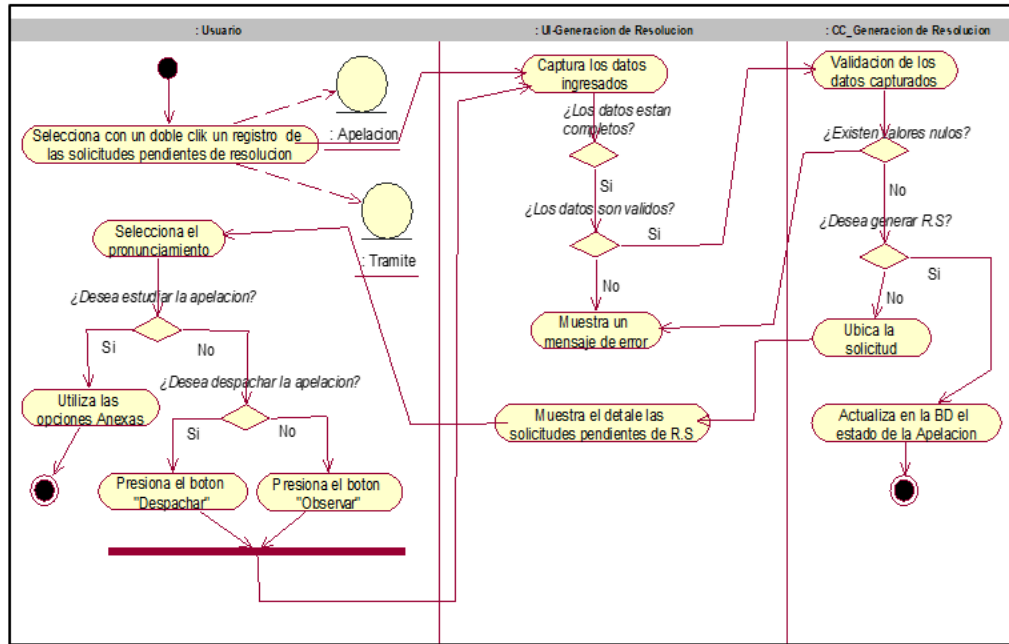 : Usuario
: UI-Generacion de Resolucion
: CC_Generacion de Resolucion
Selecciona con un doble clik un registro de
las solicitudes pendientes de resolucion
: Apelacion
: Tramite
Selecciona el
pronunciamiento
¿Desea estudiar la apelacion?
Si
No
Utiliza las
opciones Anexas
¿Desea despachar la apelacion?
Si
No
Presiona el boton
"Despachar"
Presiona el boton
"Observar"
Captura los datos
ingresados
¿Los datos estan
completos?
Si
¿Los datos son validos?
Si
No
Muestra un
mensaje de error
Muestra el detale las
solicitudes pendientes de R.S
Validacion de los
datos capturados
¿Existen valores nulos?
No
¿Desea generar R.S?
Si
No
Ubica la
solicitud
Actualiza en la BD el
estado de la Apelacion